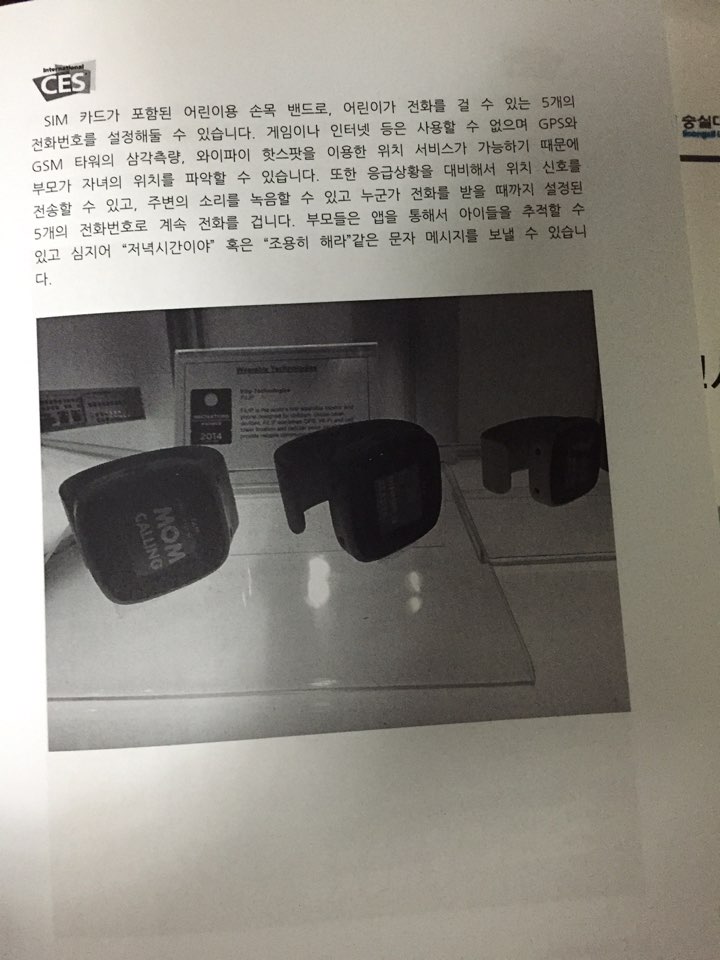 International
CES
SIM 카드가 포함된 어린이용 손목 밴드로, 어린이가 전화를 걸 수 있는 5개의
전화번호를 설정해둘 수 있습니다. 게임이나 인터넷 등은 사용할 수 없으며 GPS와
GSM 타워의 삼각측량, 와이파이 핫스팟을 이용한 위치 서비스가 가능하기 때문에
부모가 자녀의 위치를 파악할 수 있습니다. 또한 응급상황을 대비해서 위치 신호를
전송할 수 있고, 주변의 소리를 녹음할 수 있고 누군가 전화를 받을 때까지 설정된
5개의 전화번호로 계속 전화를 겁니다. 부모들은 앱을 통해서 아이들을 추적할 수
있고 심지어 “저녁시간이야” 혹은 “조용히 해라”같은 문자 메시지를 보낼 수 있습니
다.
Wearable Technologies
Filip Technologies
FiLIP
2014
MOM
CALLING
숭실대